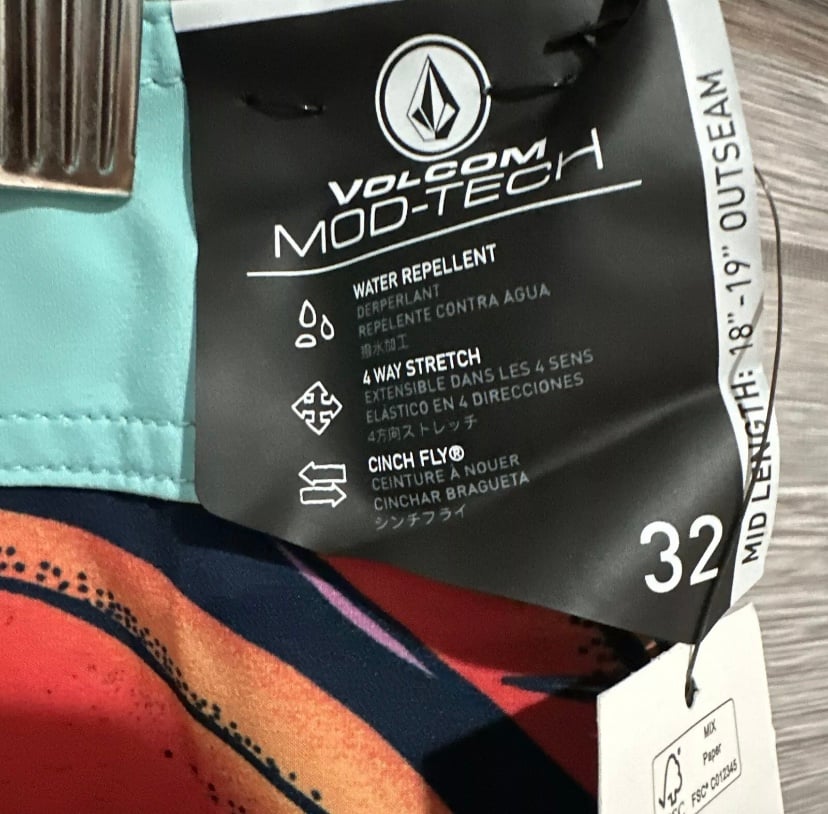 VOLCOM
MOD-TECH
WATER REPELLENT
DERPERLANT
REPELENTE CONTRA AGUA
撥水加工
4 WAY STRETCH
EXTENSIBLE DANS LES 4 SENS
ELÁSTICO EN 4 DIRECCIONES
4方向ストレッチ
CINCH FLY®
CEINTURE À NOUER
CINCHAR BRAGUETA
シンチフライ
32
MID LENGTH: 18"-19" OUTSEAM
MIX
Paper
FSC® C012345